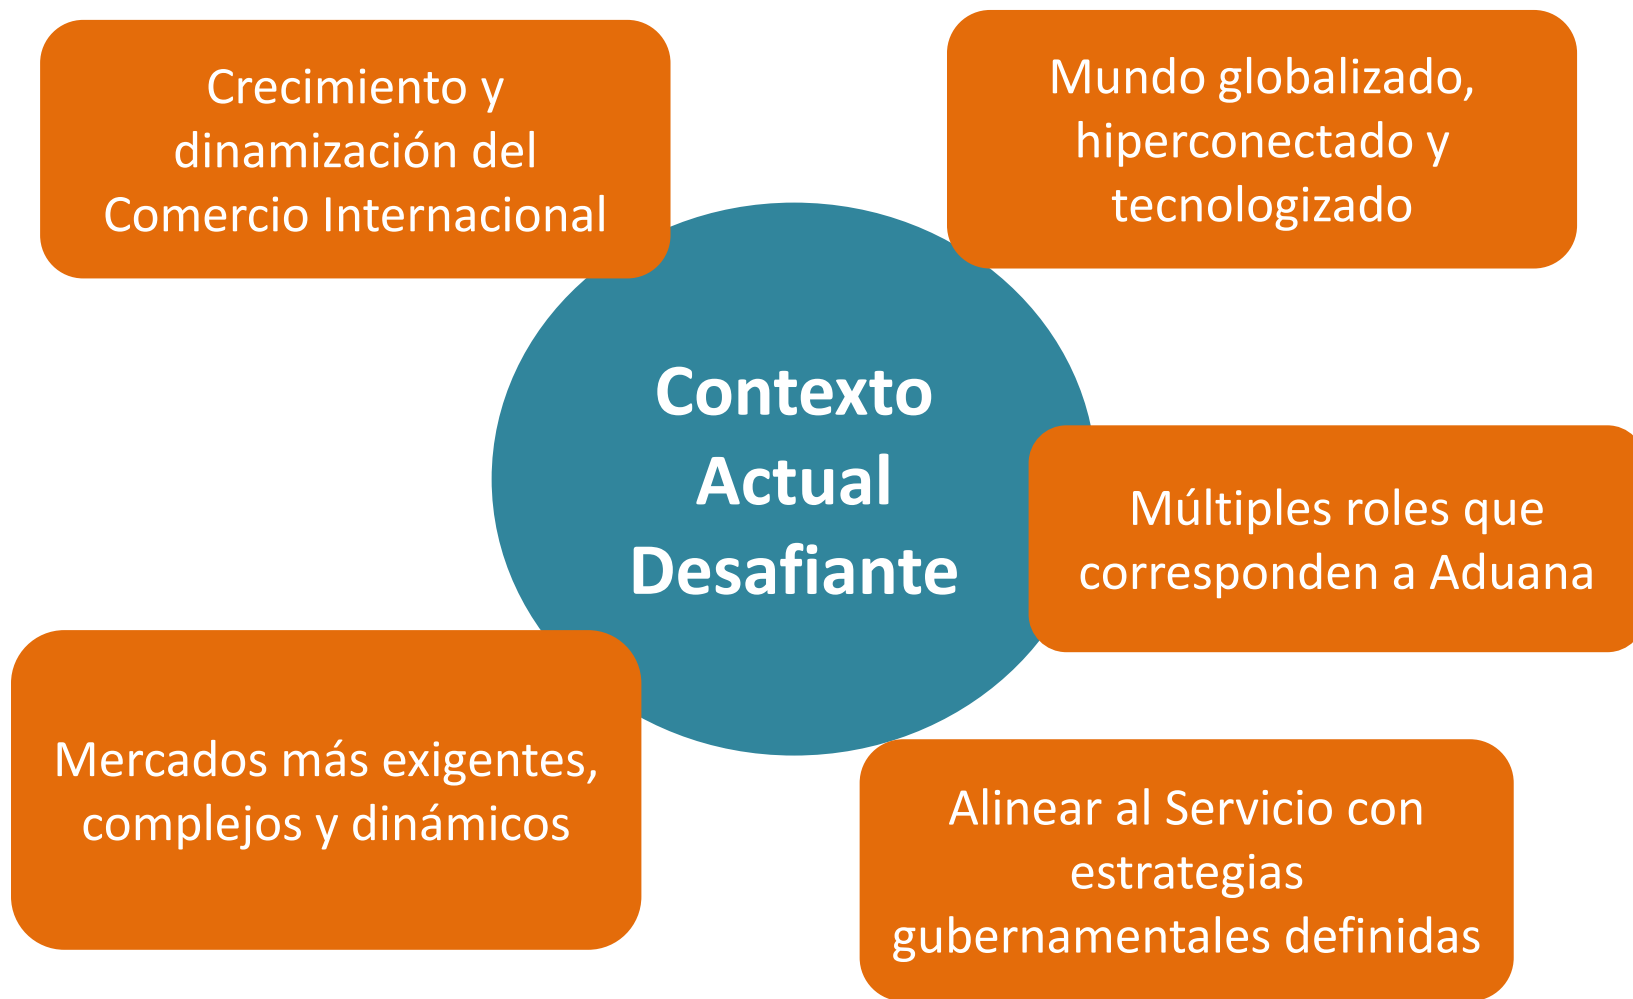 Crecimiento y
dinamización del
Comercio Internacional
Mundo globalizado,
hiperconectado y
tecnologizado
Contexto
Actual
Desafiante
Múltiples roles que
corresponden a Aduana
Mercados más exigentes,
complejos y dinámicos
Alinear al Servicio con
estrategias
gubernamentales definidas